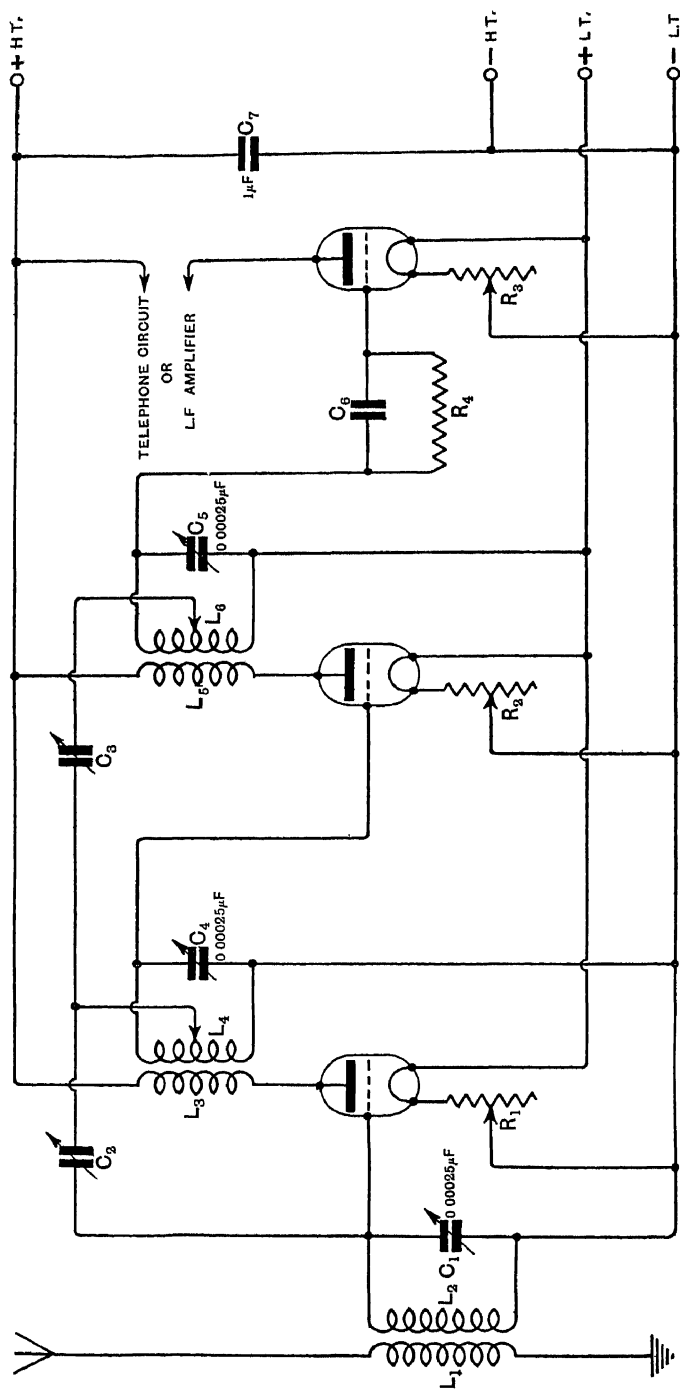 + H.T.
- H.T.
+ L.T.
- L.T
C₇
1µF
TELEPHONE CIRCUIT
OR
L.F AMPLIFIER
R₃
C₆
R₄
C₅
0 00025µF
L₆
L₅
C₃
R₂
C₄
0 00025µF
L₄
L₃
C₂
R₁
0 00025µF
C₁
L₂
L₁